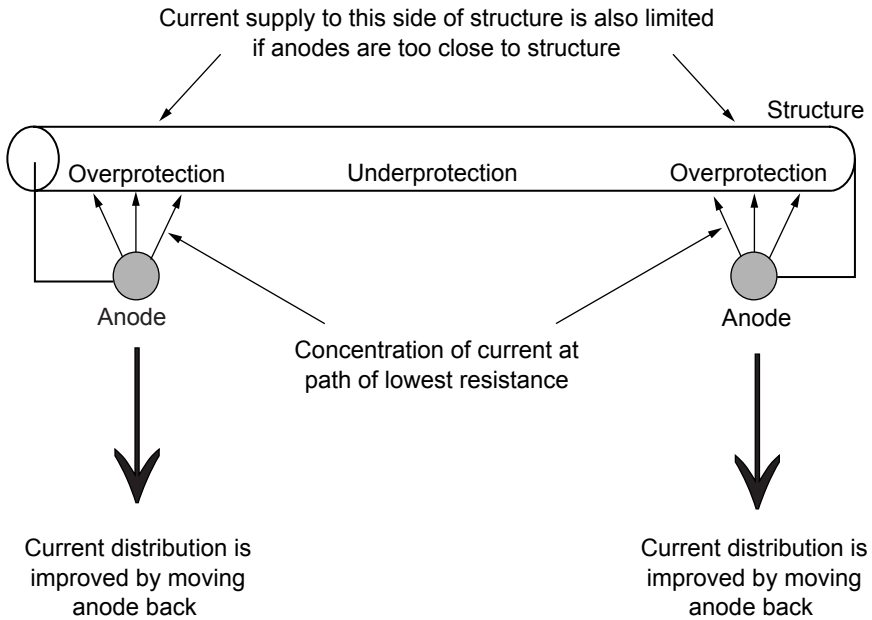 Current supply to this side of structure is also limited
if anodes are too close to structure
Structure
Overprotection
Underprotection
Overprotection
Anode
Anode
Concentration of current at
path of lowest resistance
Current distribution is
improved by moving
anode back
Current distribution is
improved by moving
anode back